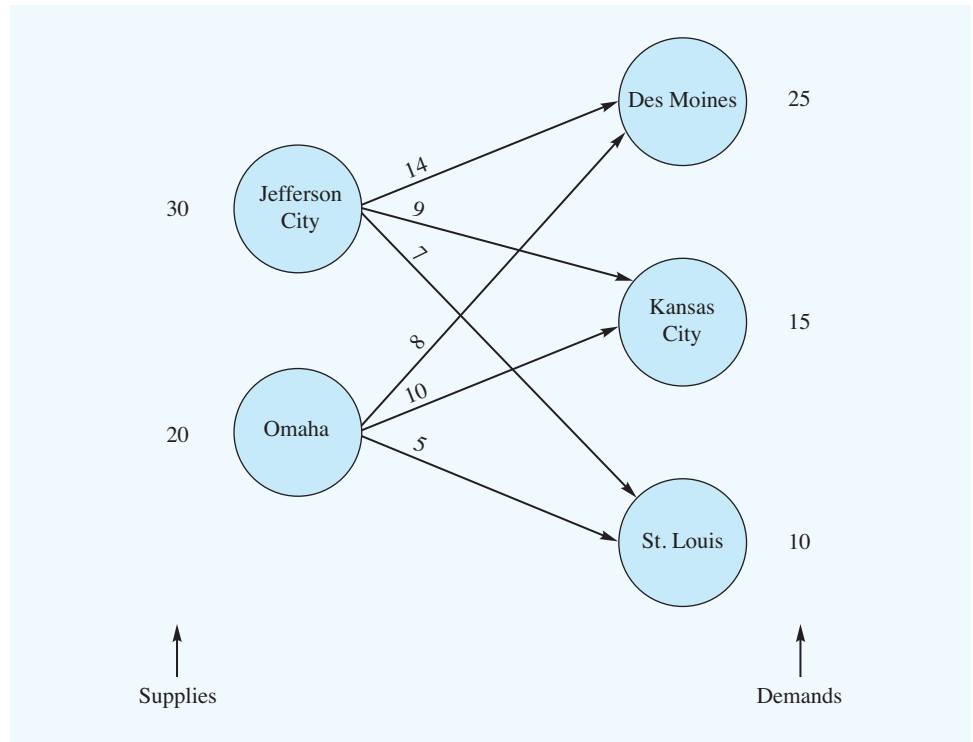 Des Moines
25
14
Jefferson
City
30
9
7
Kansas
City
15
8
10
Omaha
20
5
St. Louis
10
Supplies
Demands